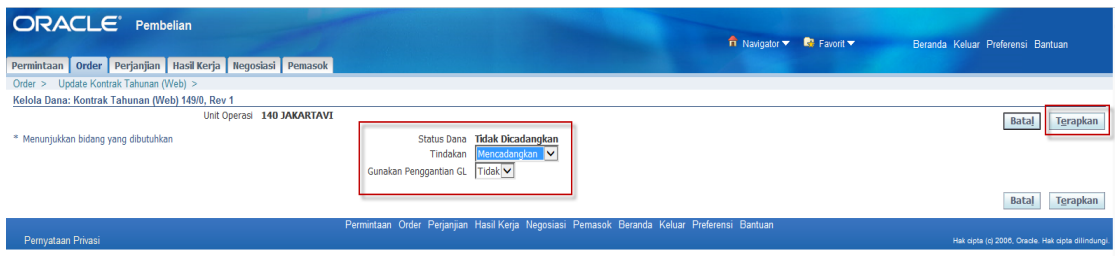 ORACLE® Pembelian
Navigator Favorit Beranda Keluar Preferensi Bantuan
Permintaan Order Perjanjian Hasil Kerja Negosiasi Pemasok
Order > Update Kontrak Tahunan (Web) >
Kelola Dana: Kontrak Tahunan (Web) 149/0, Rev 1
Unit Operasi 140 JAKARTAVI
Batal Terapkan
* Menunjukkan bidang yang dibutuhkan
Status Dana Tidak Dicadangkan
Tindakan Mencadangkan
Gunakan Penggantian GL Tidak
Batal Terapkan
Permintaan Order Perjanjian Hasil Kerja Negosiasi Pemasok Beranda Keluar Preferensi Bantuan
Pernyataan Privasi
Hak cipta (c) 2006, Oracle. Hak cipta dilindungi.